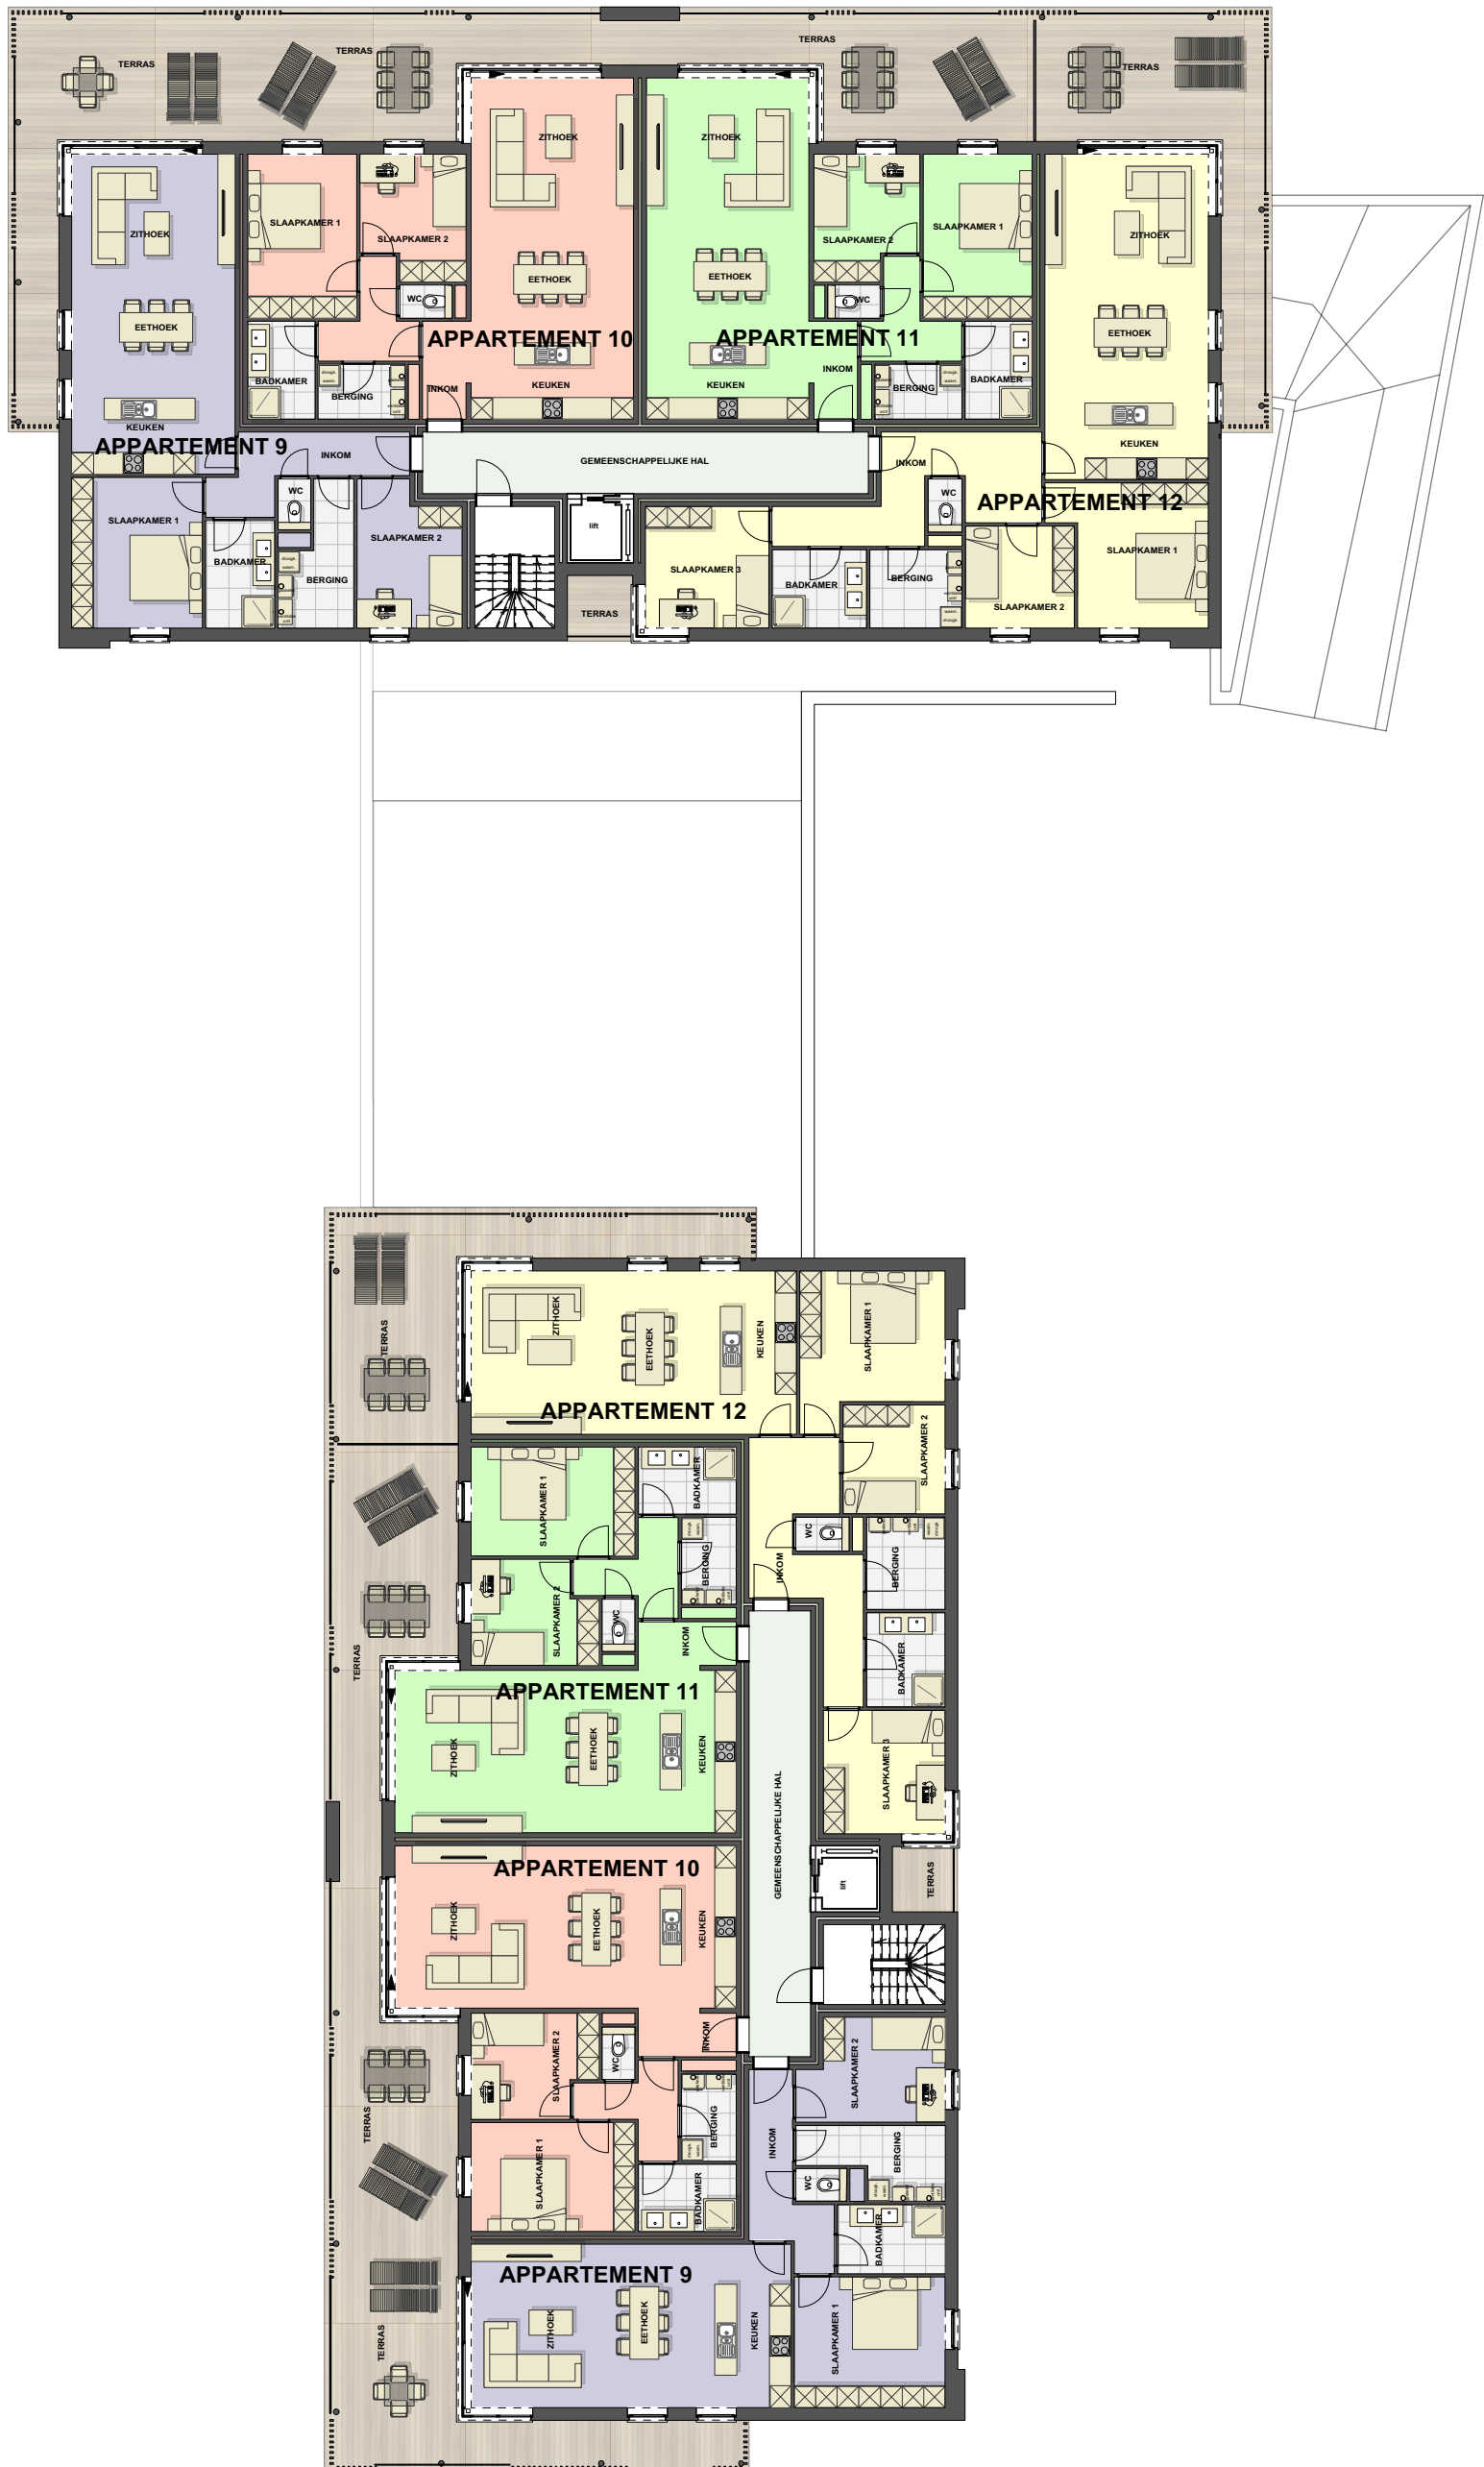 TERRAS
TERRAS
TERRAS
TERRAS
ZITHOEK
ZITHOEK
ZITHOEK
SLAAPKAMER 1
SLAAPKAMER 2
SLAAPKAMER 2
SLAAPKAMER 1
ZITHOEK
EETHOEK
EETHOEK
WC
WC
EETHOEK
EETHOEK
APPARTEMENT 10
APPARTEMENT 11
BADKAMER
BERGING
INKOM
KEUKEN
KEUKEN
INKOM
BERGING
BADKAMER
KEUKEN
APPARTEMENT 9
INKOM
GEMEENSCHAPPELIJKE HAL
INKOM
KEUKEN
WC
WC
APPARTEMENT 12
SLAAPKAMER 1
SLAAPKAMER 2
lift
SLAAPKAMER 1
BADKAMER
BERGING
SLAAPKAMER 3
BADKAMER
BERGING
SLAAPKAMER 2
TERRAS
TERRAS
ZITHOEK
EETHOEK
KEUKEN
SLAAPKAMER 1
APPARTEMENT 12
SLAAPKAMER 2
SLAAPKAMER 1
BADKAMER
WC
INKOM
BERGING
BERGING
SLAAPKAMER 2
WC
INKOM
BADKAMER
TERRAS
APPARTEMENT 11
ZITHOEK
EETHOEK
KEUKEN
SLAAPKAMER 3
GEMEENSCHAPPELIJKE HAL
APPARTEMENT 10
lift
TERRAS
ZITHOEK
EETHOEK
KEUKEN
INKOM
SLAAPKAMER 2
WC
SLAAPKAMER 2
TERRAS
BERGING
INKOM
BERGING
SLAAPKAMER 1
BADKAMER
WC
BADKAMER
APPARTEMENT 9
ZITHOEK
EETHOEK
KEUKEN
SLAAPKAMER 1
TERRAS